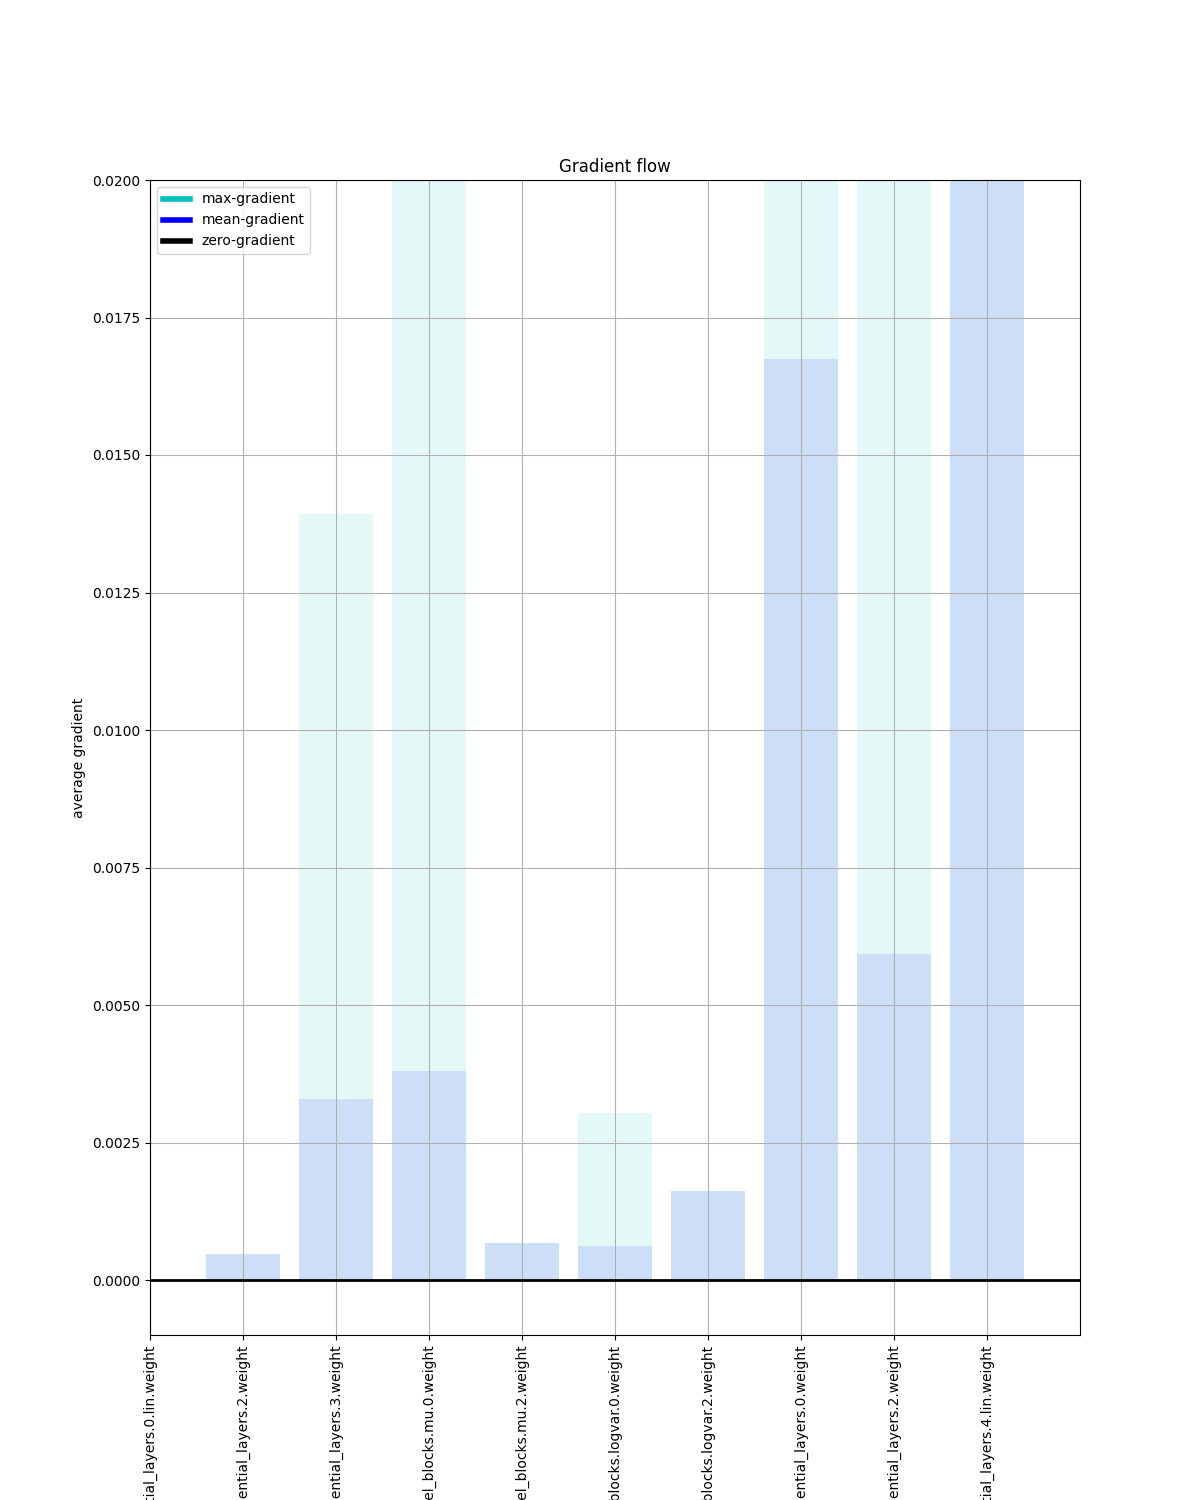 Gradient flow
max-gradient
mean-gradient
zero-gradient
0.0200
0.0175
0.0150
0.0125
0.0100
0.0075
0.0050
0.0025
0.0000
average gradient
tial_layers.0.lin.weight
ential_layers.2.weight
ential_layers.3.weight
el_blocks.mu.0.weight
el_blocks.mu.2.weight
blocks.logvar.0.weight
blocks.logvar.2.weight
ential_layers.0.weight
ential_layers.2.weight
tial_layers.4.lin.weight